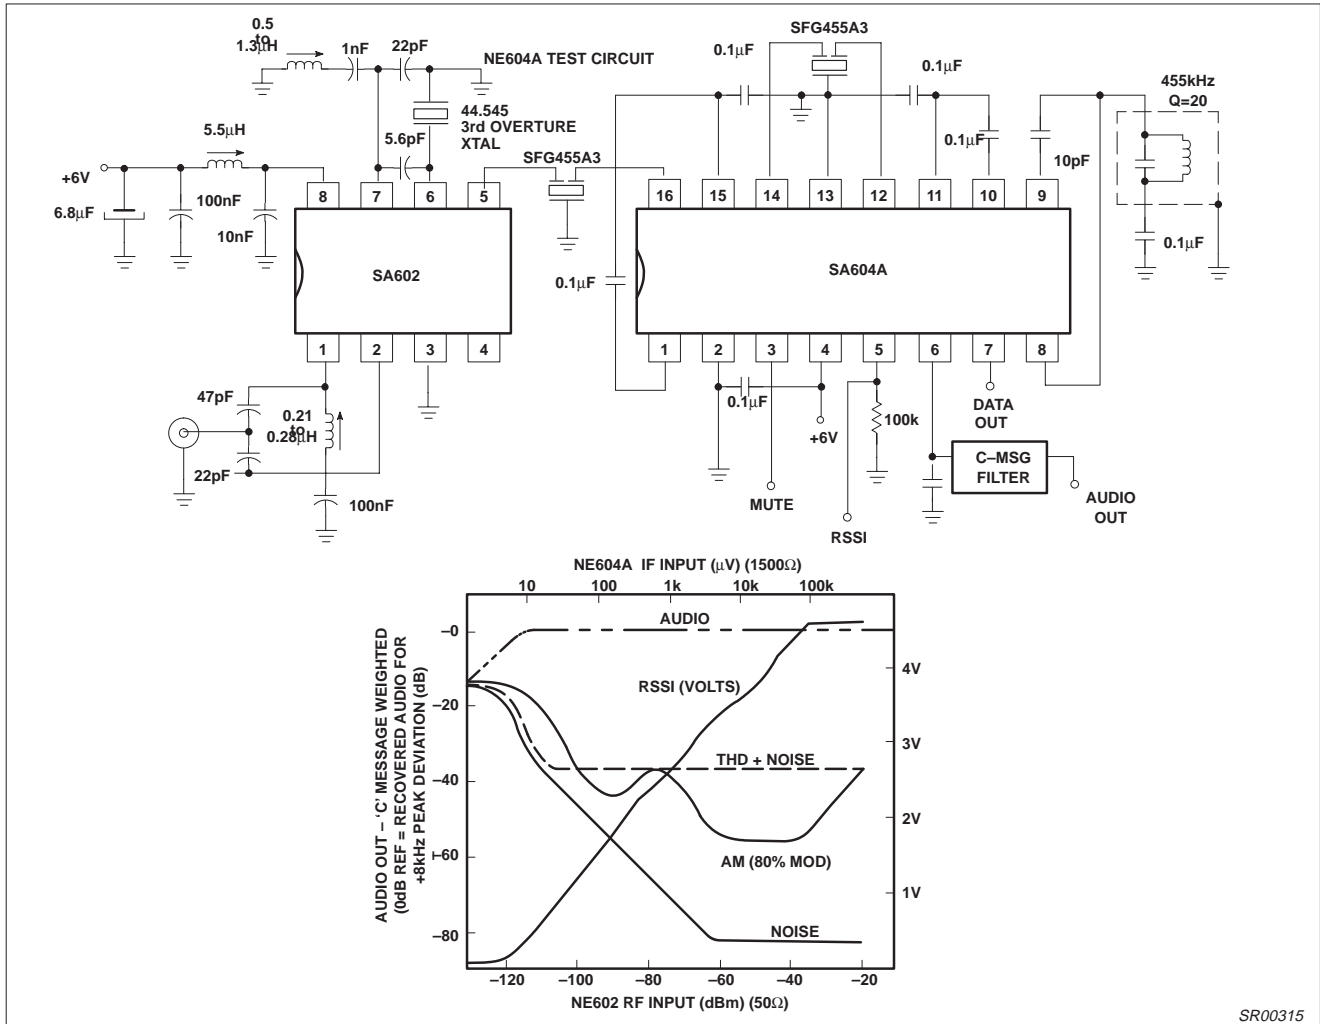 0.5
to
1.3µH
1nF
22pF
NE604A TEST CIRCUIT
44.545
3rd OVERTURE
XTAL
5.6pF
5.5µH
+6V
6.8µF
100nF
10nF
8
7
6
5
SA602
1
2
3
4
47pF
22pF
0.21
to
0.28µH
100nF
SFG455A3
SFG455A3
0.1µF
0.1µF
0.1µF
455kHz
Q=20
10pF
0.1µF
16
15
14
13
12
11
10
9
0.1µF
SA604A
1
2
3
4
5
6
7
8
0.1µF
+6V
MUTE
RSSI
100k
DATA
OUT
C–MSG
FILTER
AUDIO
OUT
NE604A IF INPUT (µV) (1500Ω)
10
100
1k
10k
100k
AUDIO OUT – 'C' MESSAGE WEIGHTED
(0dB REF = RECOVERED AUDIO FOR
+8kHz PEAK DEVIATION (dB)
–0
–20
–40
–60
–80
AUDIO
RSSI (VOLTS)
THD + NOISE
AM (80% MOD)
NOISE
4V
3V
2V
1V
–120
–100
–80
–60
–40
–20
NE602 RF INPUT (dBm) (50Ω)
SR00315